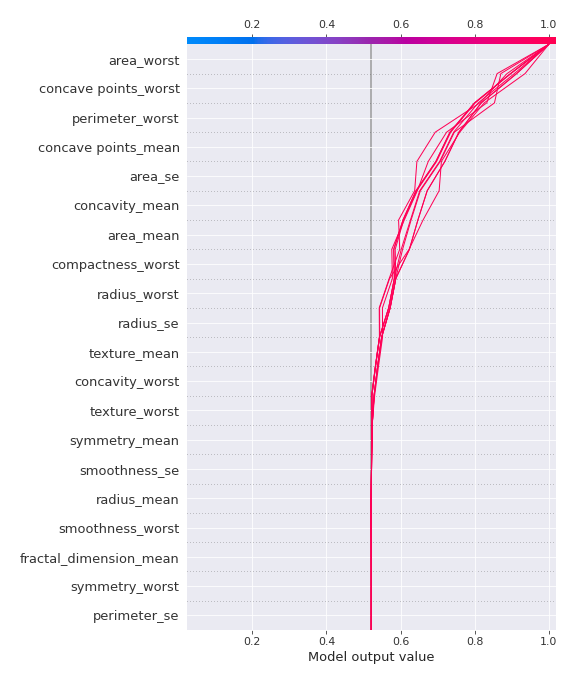 0.2 0.4 0.6 0.8 1.0
area_worst
concave points_worst
perimeter_worst
concave points_mean
area_se
concavity_mean
area_mean
compactness_worst
radius_worst
radius_se
texture_mean
concavity_worst
texture_worst
symmetry_mean
smoothness_se
radius_mean
smoothness_worst
fractal_dimension_mean
symmetry_worst
perimeter_se
0.2 0.4 0.6 0.8 1.0
Model output value